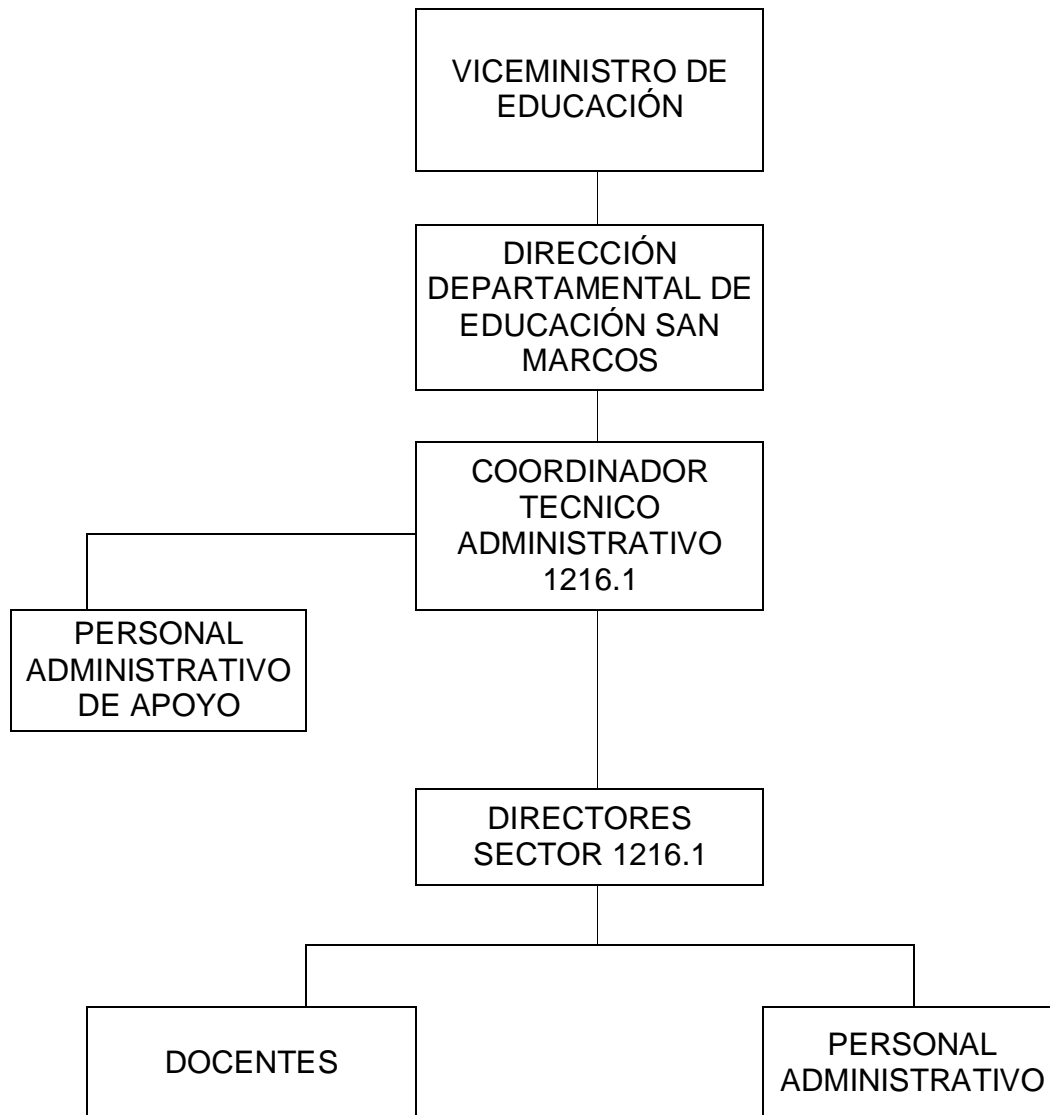 VICEMINISTRO DE
EDUCACIÓN
DIRECCIÓN
DEPARTAMENTAL DE
EDUCACIÓN SAN
MARCOS
COORDINADOR
TECNICO
ADMINISTRATIVO
1216.1
PERSONAL
ADMINISTRATIVO
DE APOYO
DIRECTORES
SECTOR 1216.1
DOCENTES
PERSONAL
ADMINISTRATIVO